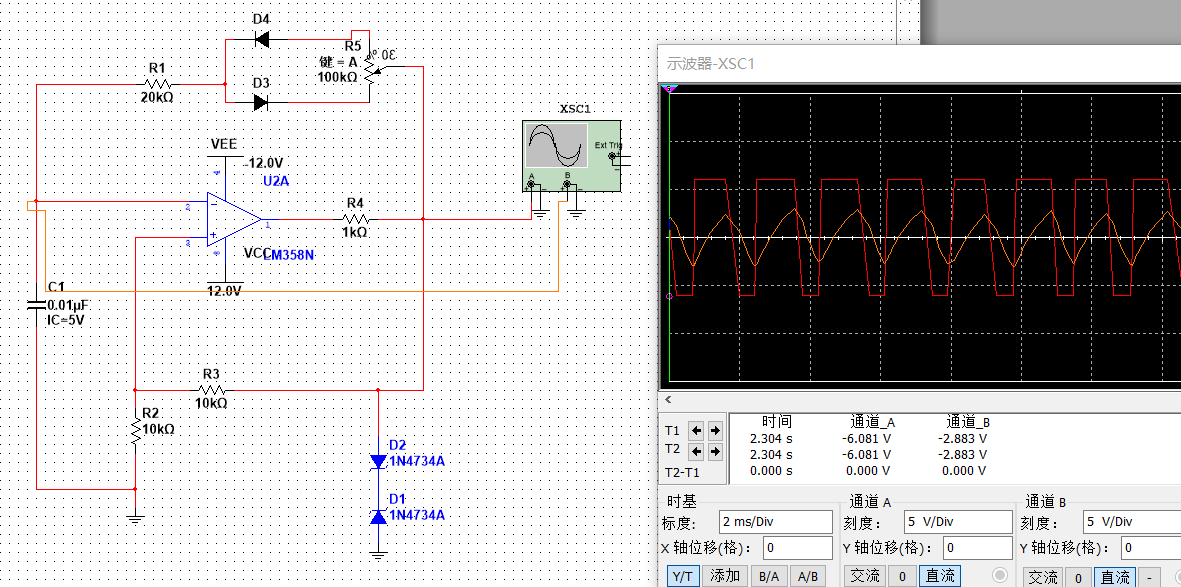 D4
R5
0% 30
键 = A
100kΩ
R1
20kΩ
D3
XSC1
Ext Trig
A
B
VEE
-12.0V
U2A
4
2
3
1
8
VCC
LM358N
12.0V
R4
1kΩ
C1
0.01µF
IC=5V
R3
10kΩ
R2
10kΩ
D2
1N4734A
D1
1N4734A
示波器-XSC1
时间 通道_A 通道_B
T1 2.304 s -6.081 V -2.883 V
T2 2.304 s -6.081 V -2.883 V
T2-T1 0.000 s 0.000 V 0.000 V
时基 通道 A 通道 B
标度: 2 ms/Div 刻度: 5 V/Div 刻度: 5 V/Div
X 轴位移(格): 0 Y 轴位移(格): 0 Y 轴位移(格): 0
Y/T 添加 B/A A/B 交流 0 直流 交流 0 直流 -